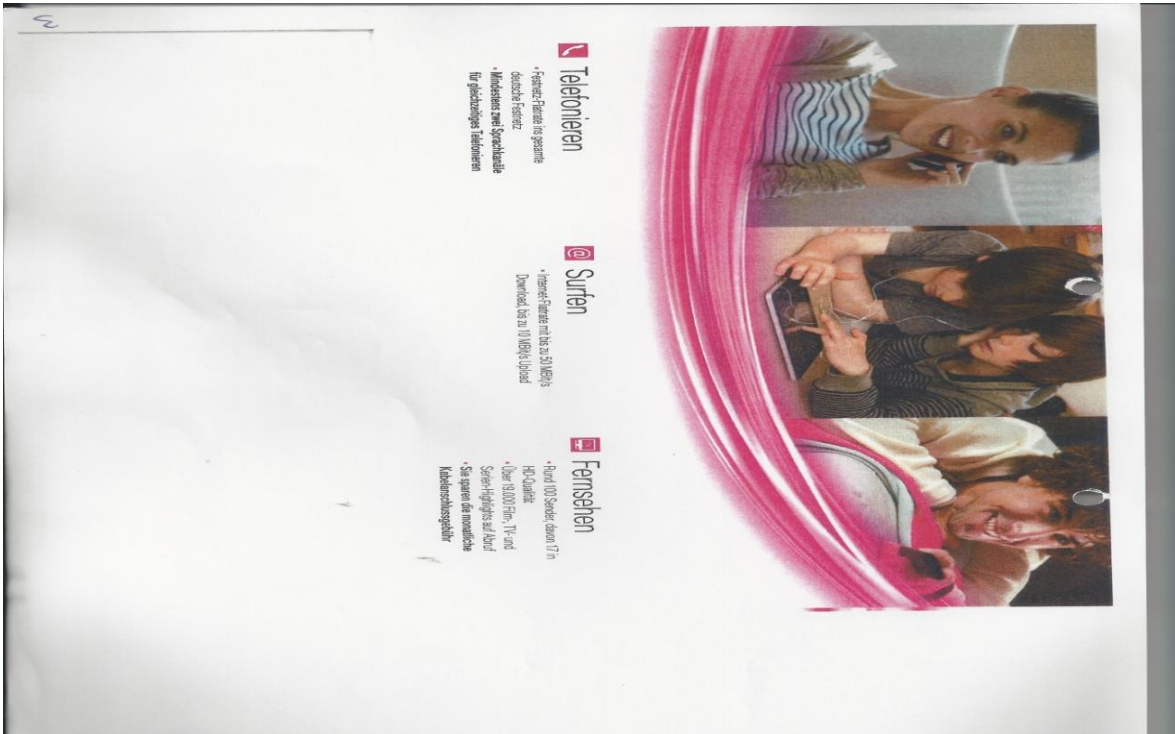 Telefonieren
• Festnetz-Flatrate ins gesamte
deutsche Festnetz
• Mindestens zwei Sprachkanäle
für gleichzeitiges Telefonieren
Surfen
• Internet-Flatrate mit bis zu 50 MBit/s
Download, bis zu 10 MBit/s Upload
Fernsehen
• Rund 100 Sender, davon 17 in
HD-Qualität
• Über 19.000 Film-, TV- und
Serien-Highlights auf Abruf
• Sie sparen die monatliche
Kabelanschlussgebühr